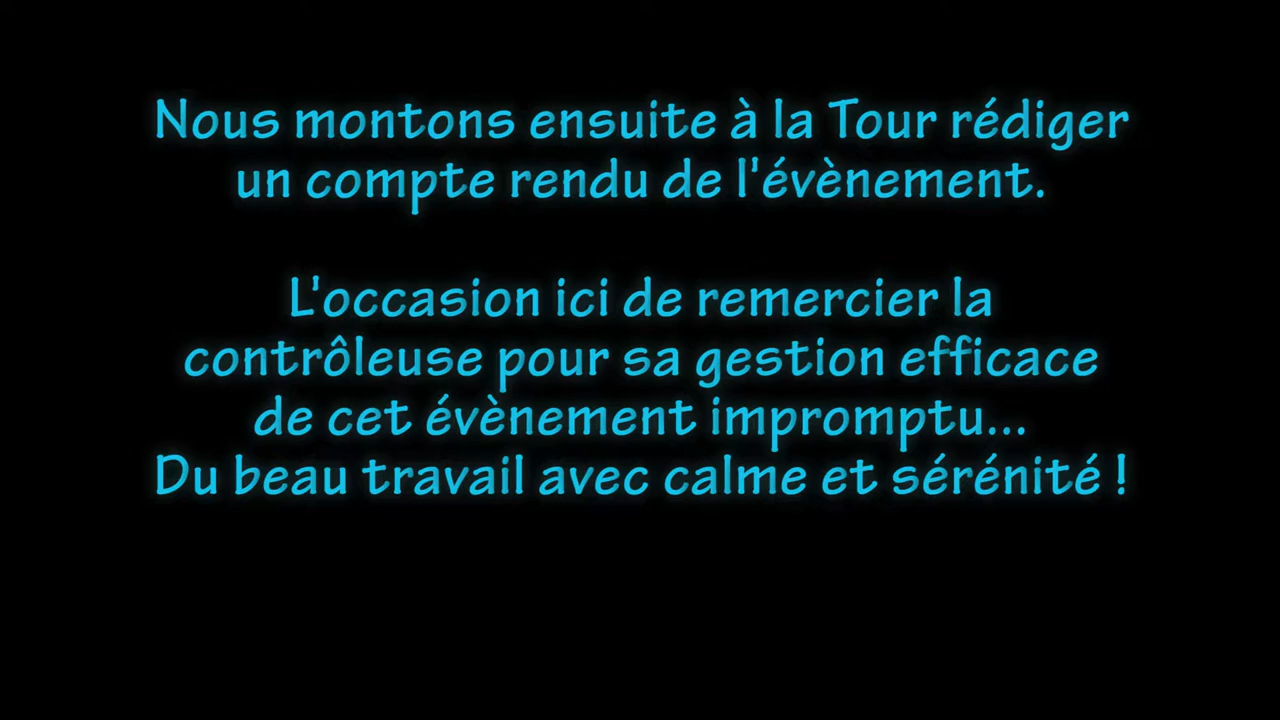 Nous montons ensuite à la Tour rédiger
un compte rendu de l'évènement.
L'occasion ici de remercier la
contrôleuse pour sa gestion efficace
de cet évènement impromptu...
Du beau travail avec calme et sérénité !